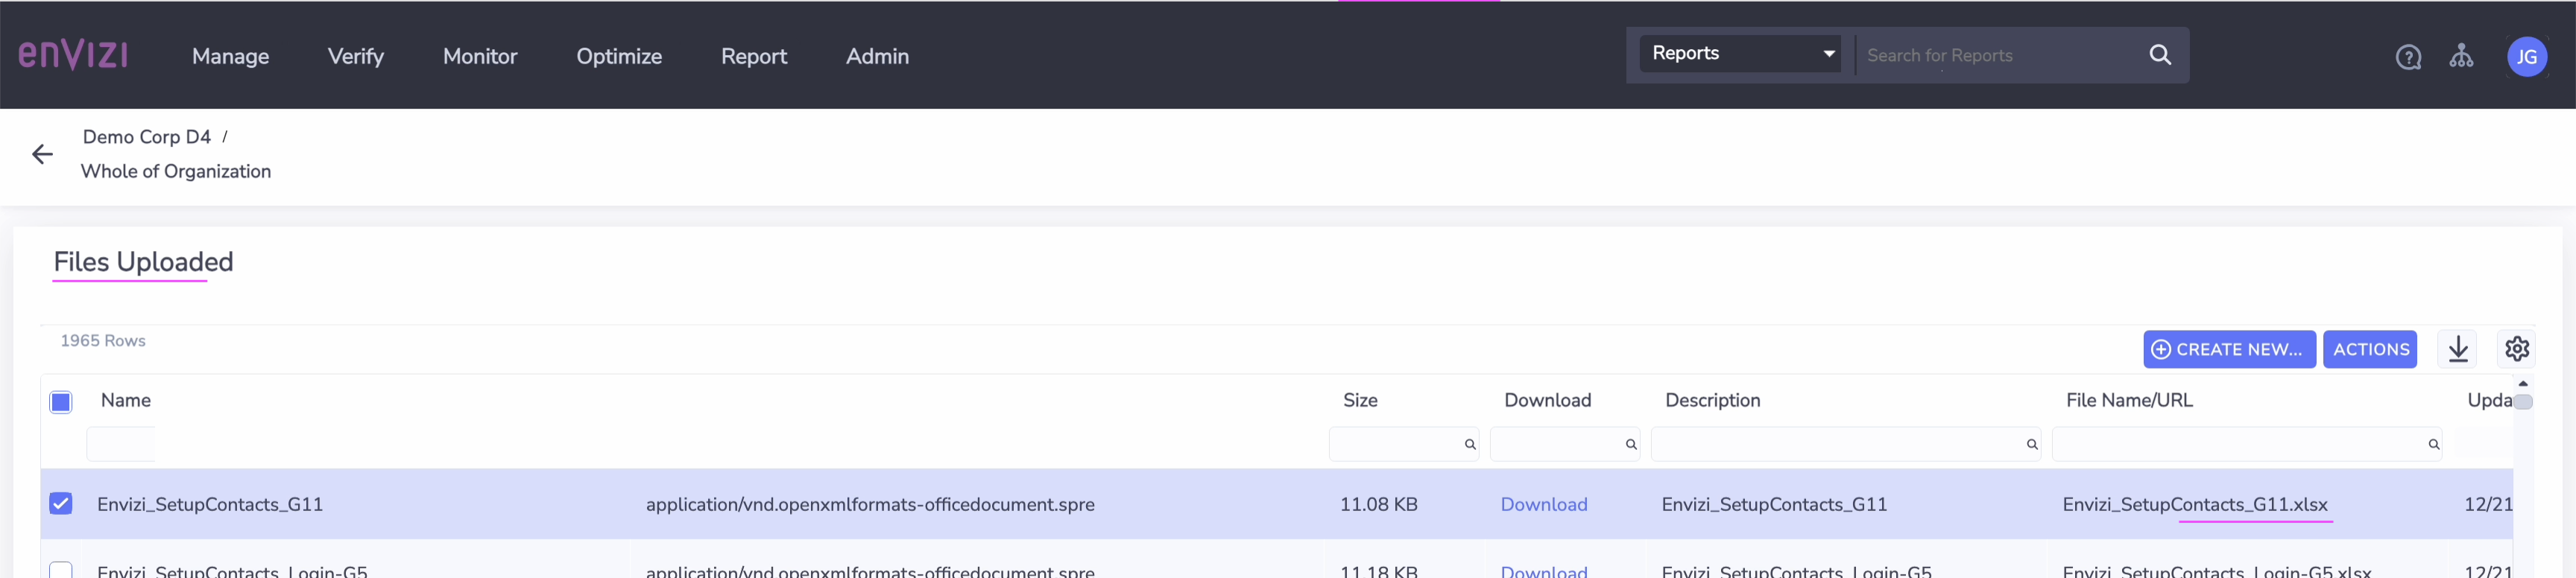 enVIZI Manage Verify Monitor Optimize Report Admin Reports Search for Reports JG
Demo Corp D4 /
Whole of Organization
Files Uploaded
1965 Rows CREATE NEW... ACTIONS
Name Size Download Description File Name/URL Upda
Envizi_SetupContacts_G11 application/vnd.openxmlformats-officedocument.spre 11.08 KB Download Envizi_SetupContacts_G11 Envizi_SetupContacts_G11.xlsx 12/21
Envizi_SetupContacts_Login-G5 application/vnd.openxmlformats-officedocument.spre 11.18 KB Download Envizi_SetupContacts_Login-G5 Envizi_SetupContacts_Login-G5.xlsx 12/21